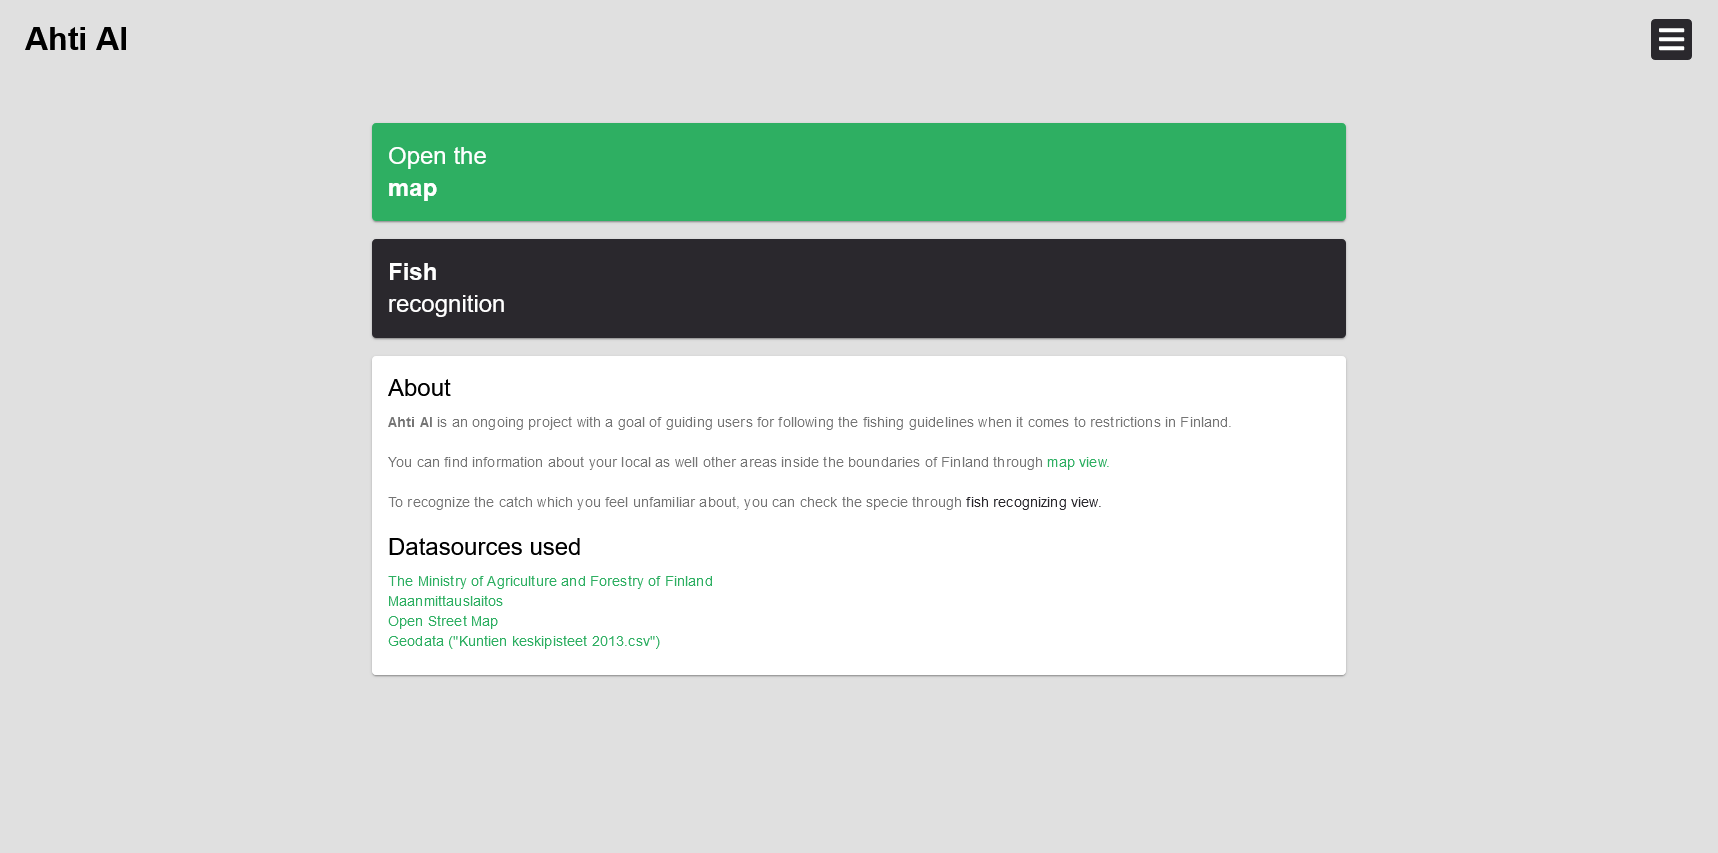 Ahti AI
Open the
map
Fish
recognition
About
Ahti AI is an ongoing project with a goal of guiding users for following the fishing guidelines when it comes to restrictions in Finland.
You can find information about your local as well other areas inside the boundaries of Finland through map view.
To recognize the catch which you feel unfamiliar about, you can check the specie through fish recognizing view.
Datasources used
The Ministry of Agriculture and Forestry of Finland
Maanmittauslaitos
Open Street Map
Geodata ("Kuntien keskipisteet 2013.csv")